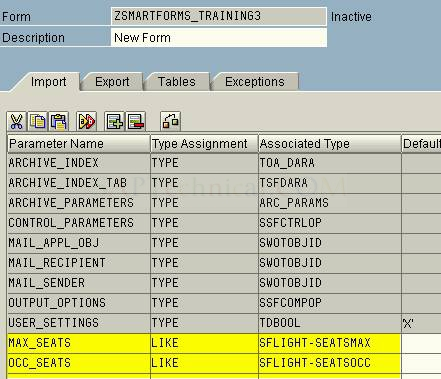 Form ZSMARTFORMS_TRAINING3 Inactive
Description New Form
Import Export Tables Exceptions
Parameter Name Type Assignment Associated Type Default
ARCHIVE_INDEX TYPE TOA_DARA
ARCHIVE_INDEX_TAB TYPE TSFDARA
ARCHIVE_PARAMETERS TYPE ARC_PARAMS
CONTROL_PARAMETERS TYPE SSFCTRLOP
MAIL_APPL_OBJ TYPE SWOTOBJID
MAIL_RECIPIENT TYPE SWOTOBJID
MAIL_SENDER TYPE SWOTOBJID
OUTPUT_OPTIONS TYPE SSFCOMPOP
USER_SETTINGS TYPE TDBOOL 'X'
MAX_SEATS LIKE SFLIGHT-SEATSMAX
OCC_SEATS LIKE SFLIGHT-SEATSOCC